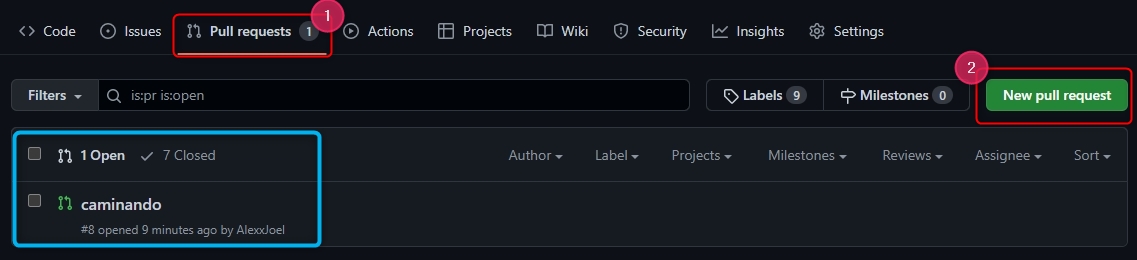 1
Code Issues Pull requests 1 Actions Projects Wiki Security Insights Settings
2
Filters is:pr is:open Labels 9 Milestones 0 New pull request
1 Open 7 Closed Author Label Projects Milestones Reviews Assignee Sort
caminando
#8 opened 9 minutes ago by AlexxJoel